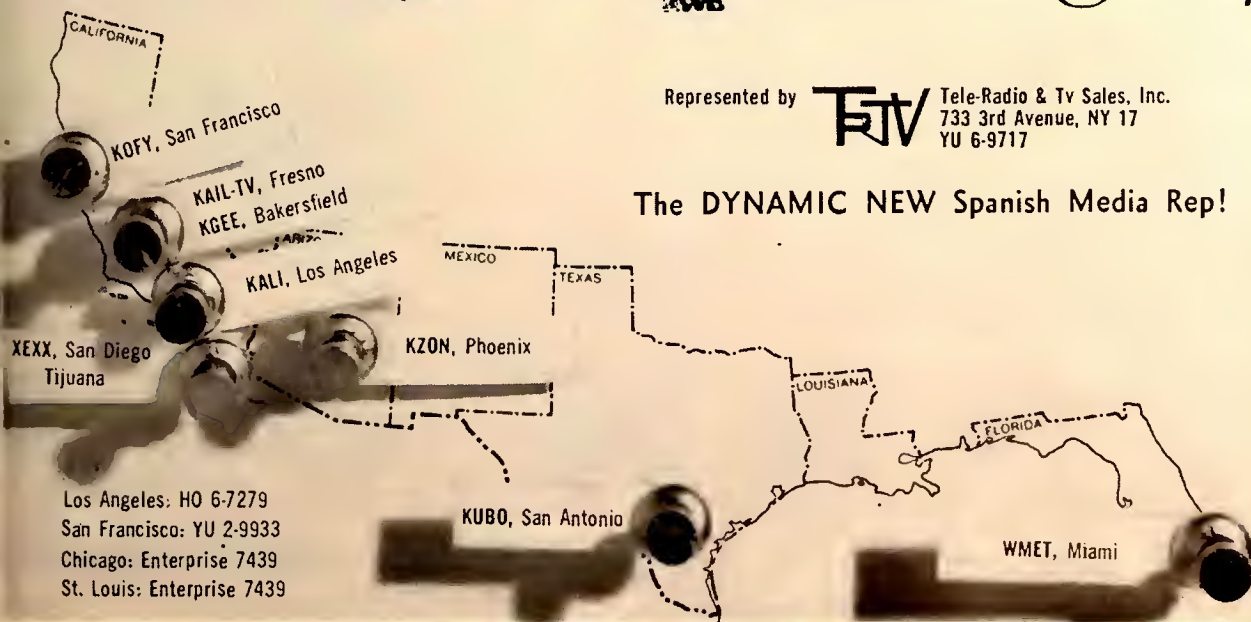 CALIFORNIA
KOFY, San Francisco
KAIL-TV, Fresno
KGEE, Bakersfield
KALI, Los Angeles
XEXX, San Diego
Tijuana
KZON, Phoenix
MEXICO
TEXAS
LOUISIANA
FLORIDA
KUBO, San Antonio
WMET, Miami
Represented by
TRTV
Tele-Radio & Tv Sales, Inc.
733 3rd Avenue, NY 17
YU 6-9717
The DYNAMIC NEW Spanish Media Rep!
Los Angeles: HO 6-7279
San Francisco: YU 2-9933
Chicago: Enterprise 7439
St. Louis: Enterprise 7439